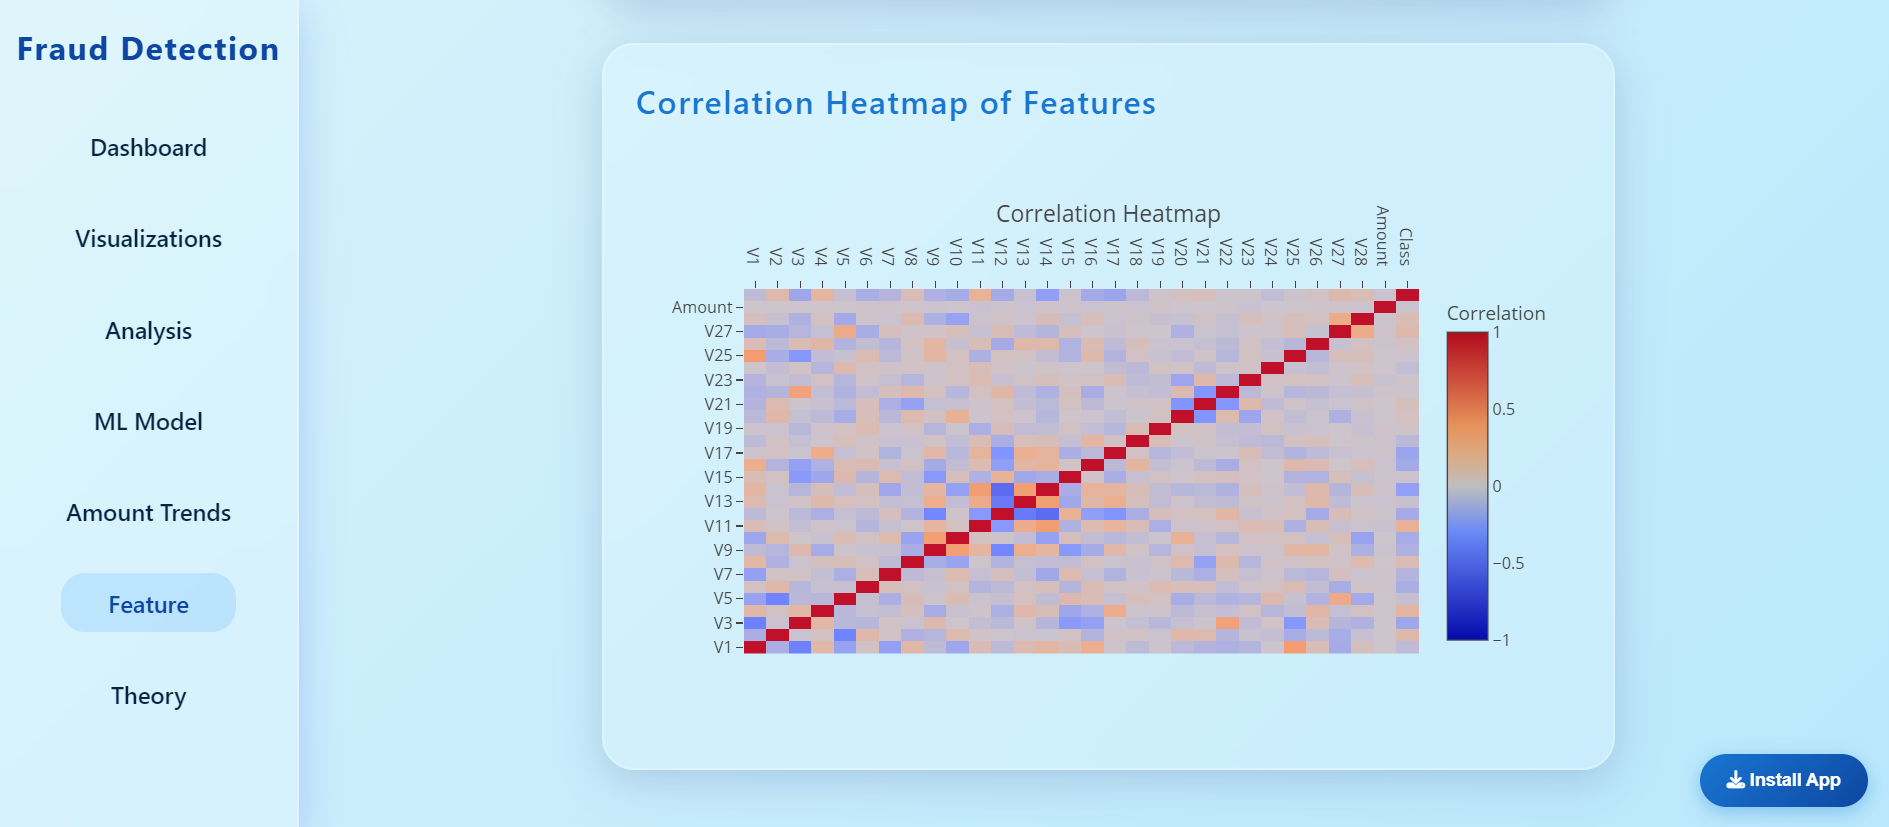 Fraud Detection
Dashboard
Visualizations
Analysis
ML Model
Amount Trends
Feature
Theory
Correlation Heatmap of Features
Correlation Heatmap
V1 V2 V3 V4 V5 V6 V7 V8 V9 V10 V11 V12 V13 V14 V15 V16 V17 V18 V19 V20 V21 V22 V23 V24 V25 V26 V27 V28 Amount Class
Amount
V27
V25
V23
V21
V19
V17
V15
V13
V11
V9
V7
V5
V3
V1
Correlation
1
0.5
0
−0.5
−1
Install App